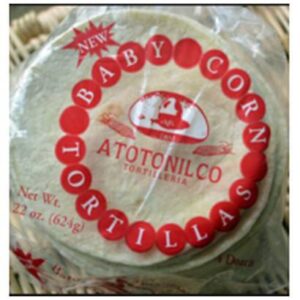 NEW
BABY CORN
TORTILLAS
ATOTONILCO
TORTILLERIA
Net Wt.
22 oz. (624g)